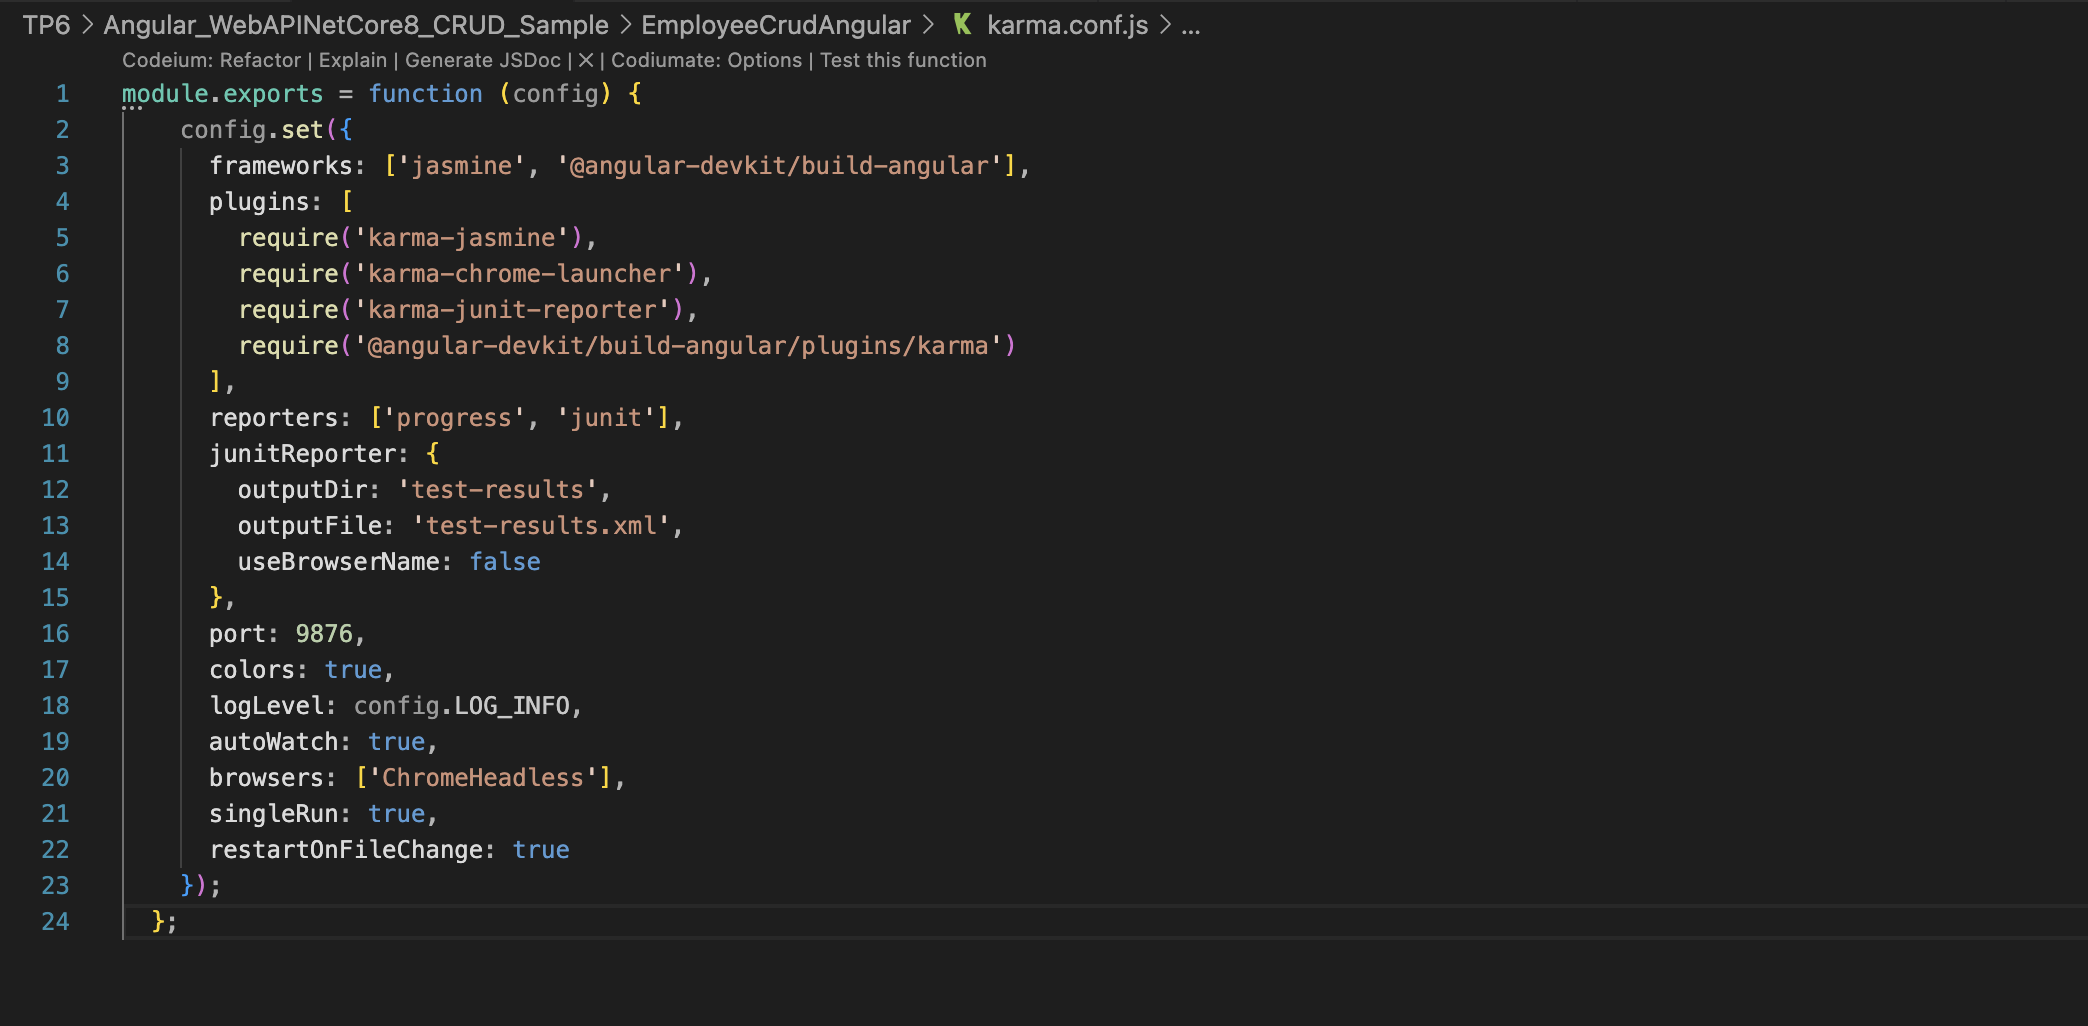 TP6 > Angular_WebAPINetCore8_CRUD_Sample > EmployeeCrudAngular > karma.conf.js > ...
Codeium: Refactor | Explain | Generate JSDoc | × | Codiumate: Options | Test this function
1 module.exports = function (config) {
2 config.set({
3 frameworks: ['jasmine', '@angular-devkit/build-angular'],
4 plugins: [
5 require('karma-jasmine'),
6 require('karma-chrome-launcher'),
7 require('karma-junit-reporter'),
8 require('@angular-devkit/build-angular/plugins/karma')
9 ],
10 reporters: ['progress', 'junit'],
11 junitReporter: {
12 outputDir: 'test-results',
13 outputFile: 'test-results.xml',
14 useBrowserName: false
15 },
16 port: 9876,
17 colors: true,
18 logLevel: config.LOG_INFO,
19 autoWatch: true,
20 browsers: ['ChromeHeadless'],
21 singleRun: true,
22 restartOnFileChange: true
23 });
24 };